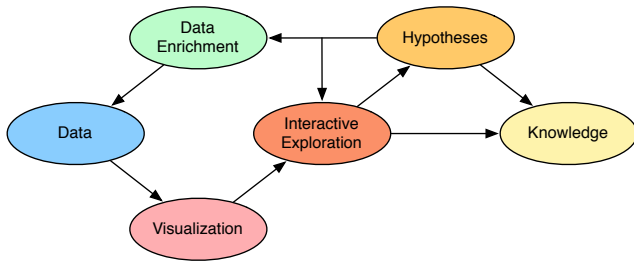 Data
Enrichment
Hypotheses
Data
Interactive
Exploration
Knowledge
Visualization